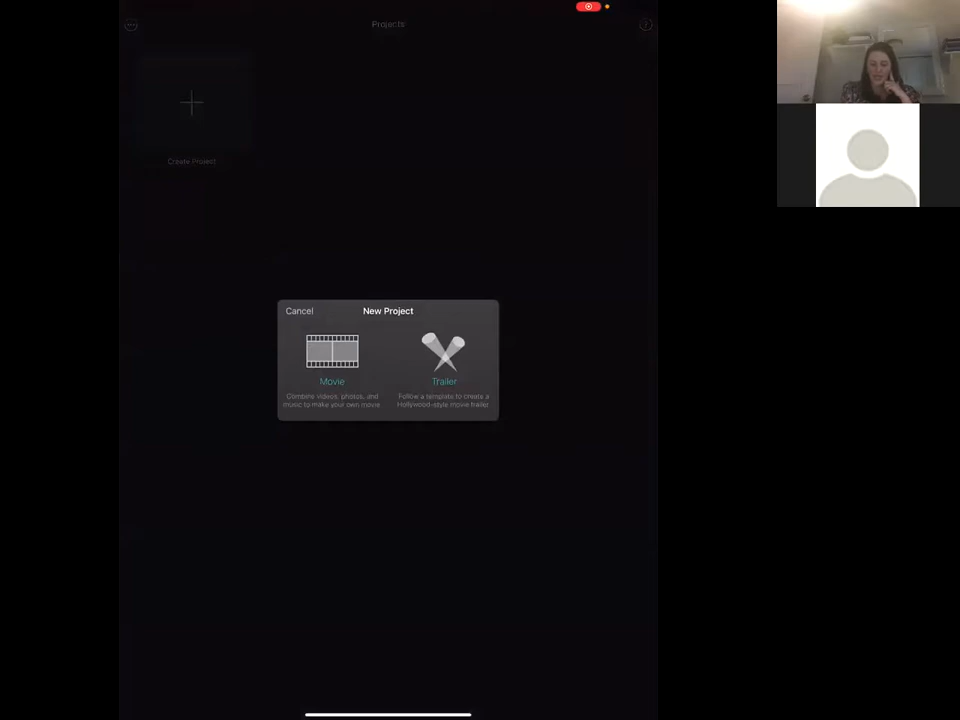 Projects
Create Project
Cancel
New Project
Movie
Combine videos, photos, and
music to make your own movie
Trailer
Follow a template to create a
Hollywood-style movie trailer